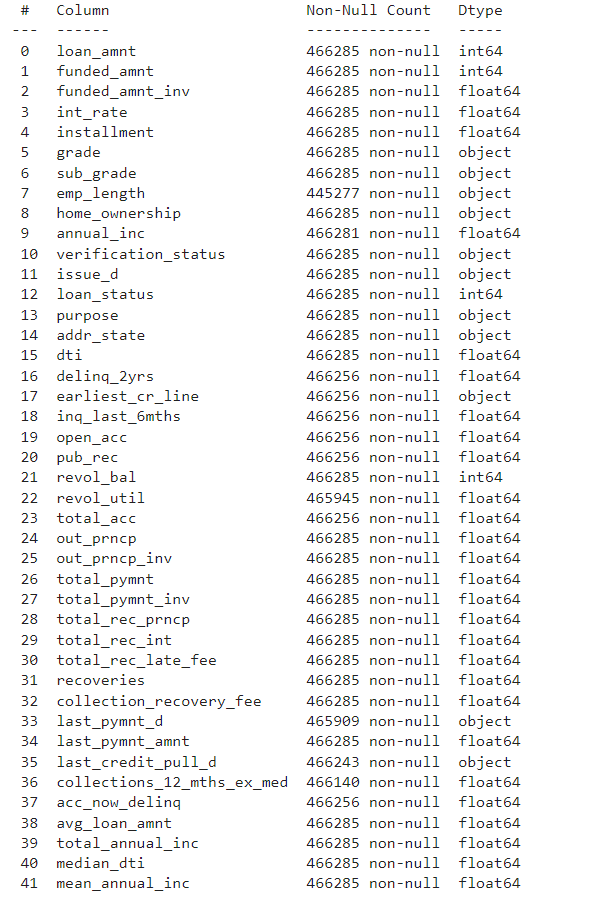 #   Column                       Non-Null Count   Dtype
---  ------                       --------------   -----
0   loan_amnt                    466285 non-null  int64
1   funded_amnt                  466285 non-null  int64
2   funded_amnt_inv              466285 non-null  float64
3   int_rate                     466285 non-null  float64
4   installment                  466285 non-null  float64
5   grade                        466285 non-null  object
6   sub_grade                    466285 non-null  object
7   emp_length                   445277 non-null  object
8   home_ownership               466285 non-null  object
9   annual_inc                   466281 non-null  float64
10  verification_status          466285 non-null  object
11  issue_d                      466285 non-null  object
12  loan_status                  466285 non-null  int64
13  purpose                      466285 non-null  object
14  addr_state                   466285 non-null  object
15  dti                          466285 non-null  float64
16  delinq_2yrs                  466256 non-null  float64
17  earliest_cr_line             466256 non-null  object
18  inq_last_6mths               466256 non-null  float64
19  open_acc                     466256 non-null  float64
20  pub_rec                      466256 non-null  float64
21  revol_bal                    466285 non-null  int64
22  revol_util                   465945 non-null  float64
23  total_acc                    466256 non-null  float64
24  out_prncp                    466285 non-null  float64
25  out_prncp_inv                466285 non-null  float64
26  total_pymnt                  466285 non-null  float64
27  total_pymnt_inv              466285 non-null  float64
28  total_rec_prncp              466285 non-null  float64
29  total_rec_int                466285 non-null  float64
30  total_rec_late_fee           466285 non-null  float64
31  recoveries                   466285 non-null  float64
32  collection_recovery_fee      466285 non-null  float64
33  last_pymnt_d                 465909 non-null  object
34  last_pymnt_amnt              466285 non-null  float64
35  last_credit_pull_d           466243 non-null  object
36  collections_12_mths_ex_med   466140 non-null  float64
37  acc_now_delinq               466256 non-null  float64
38  avg_loan_amnt                466285 non-null  float64
39  total_annual_inc             466285 non-null  float64
40  median_dti                   466285 non-null  float64
41  mean_annual_inc              466285 non-null  float64